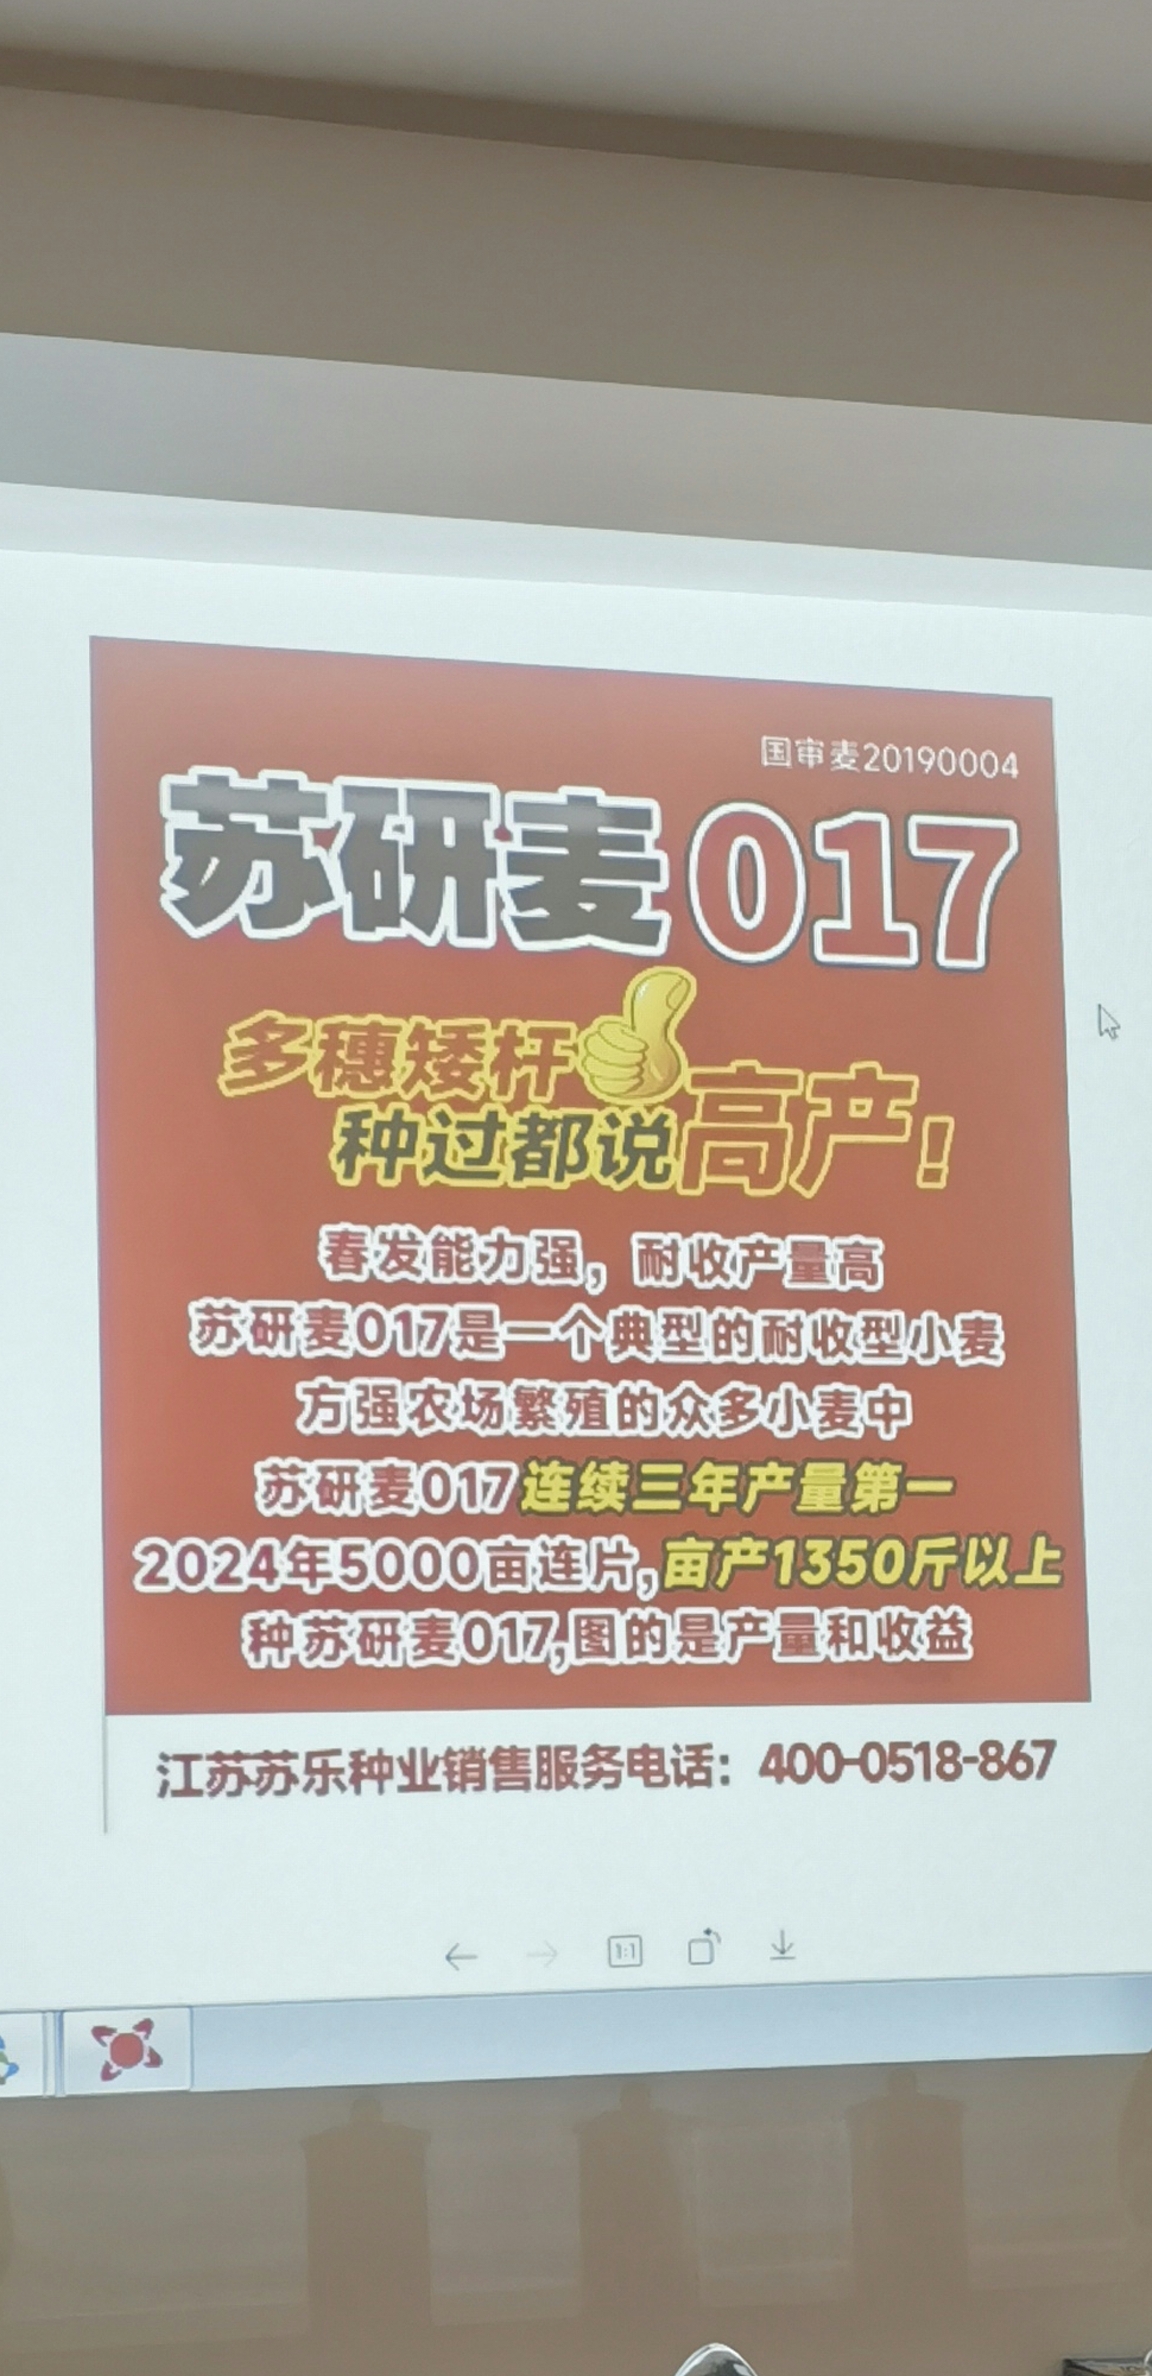 国审麦20190004
苏研麦017
多穗矮杆
种过都说高产!
春发能力强，耐收产量高
苏研麦017是一个典型的耐收型小麦
方强农场繁殖的众多小麦中
苏研麦017连续三年产量第一
2024年5000亩连片,亩产1350斤以上
种苏研麦017,图的是产量和收益
江苏苏乐种业销售服务电话：400-0518-867
1:1